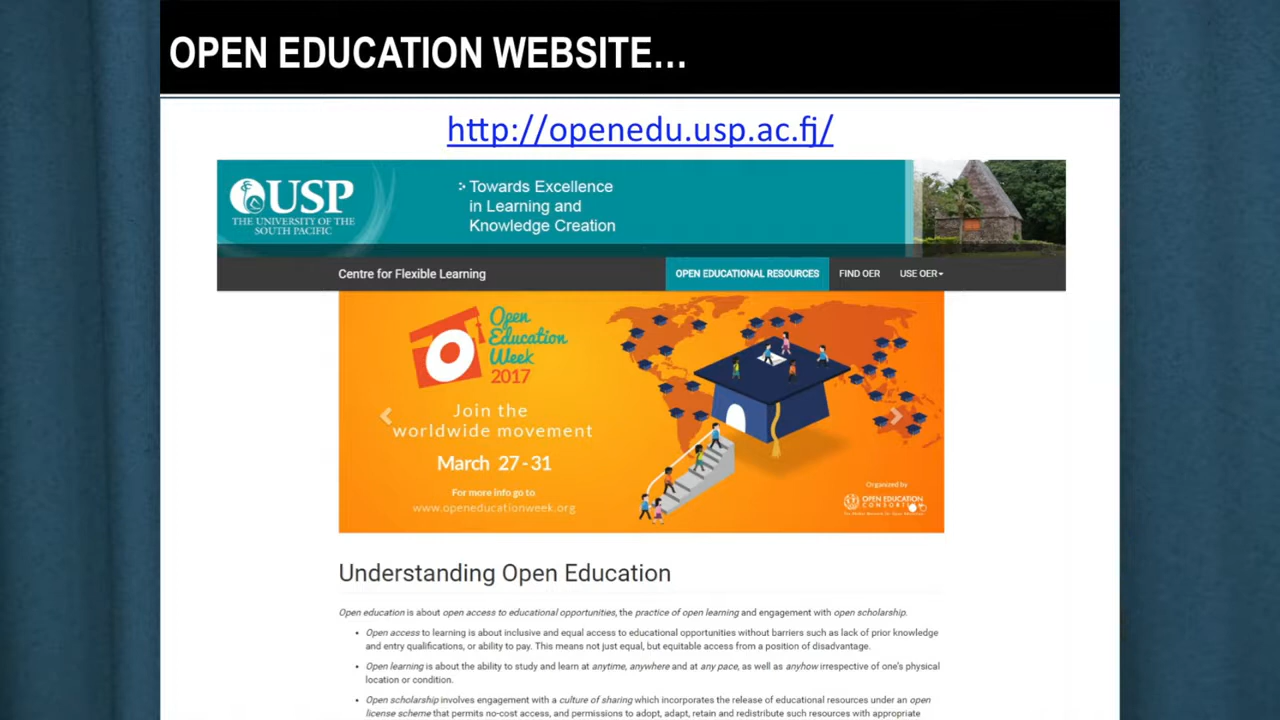 OPEN EDUCATION WEBSITE...
http://openedu.usp.ac.fj/
USP
THE UNIVERSITY OF THE
SOUTH PACIFIC
Towards Excellence
in Learning and
Knowledge Creation
Centre for Flexible Learning
OPEN EDUCATIONAL RESOURCES
FIND OER
USE OER
Open
Education
Week
2017
Join the
worldwide movement
March 27-31
For more info go to
www.openeducationweek.org
Organized by
OPEN EDUCATION
CONSORTIUM
Understanding Open Education
Open education is about open access to educational opportunities, the practice of open learning and engagement with open scholarship.
• Open access to learning is about inclusive and equal access to educational opportunities without barriers such as lack of prior knowledge
and entry qualifications, or ability to pay. This means not just equal, but equitable access from a position of disadvantage.
• Open learning is about the ability to study and learn at anytime, anywhere and at any pace, as well as anyhow irrespective of one's physical
location or condition.
• Open scholarship involves engagement with a culture of sharing which incorporates the release of educational resources under an open
license scheme that permits no-cost access, and permissions to adopt, adapt, retain and redistribute such resources with appropriate